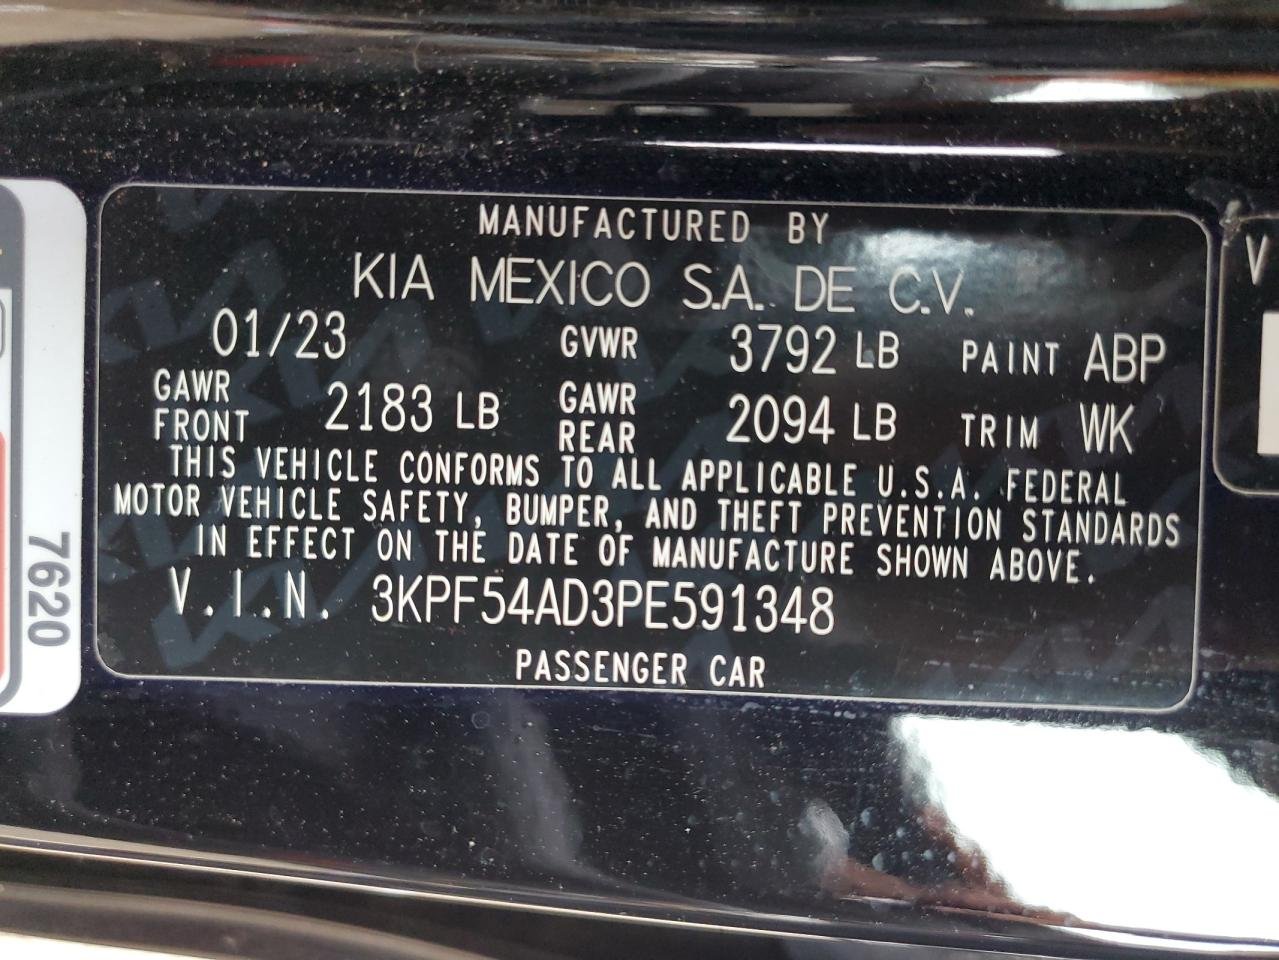 MANUFACTURED BY
KIA MEXICO S.A. DE C.V.
01/23 GVWR 3792 LB PAINT ABP
GAWR FRONT 2183 LB GAWR REAR 2094 LB TRIM WK
THIS VEHICLE CONFORMS TO ALL APPLICABLE U.S.A. FEDERAL
MOTOR VEHICLE SAFETY, BUMPER, AND THEFT PREVENTION STANDARDS
IN EFFECT ON THE DATE OF MANUFACTURE SHOWN ABOVE.
V.I.N. 3KPF54AD3PE591348
PASSENGER CAR
7620
V